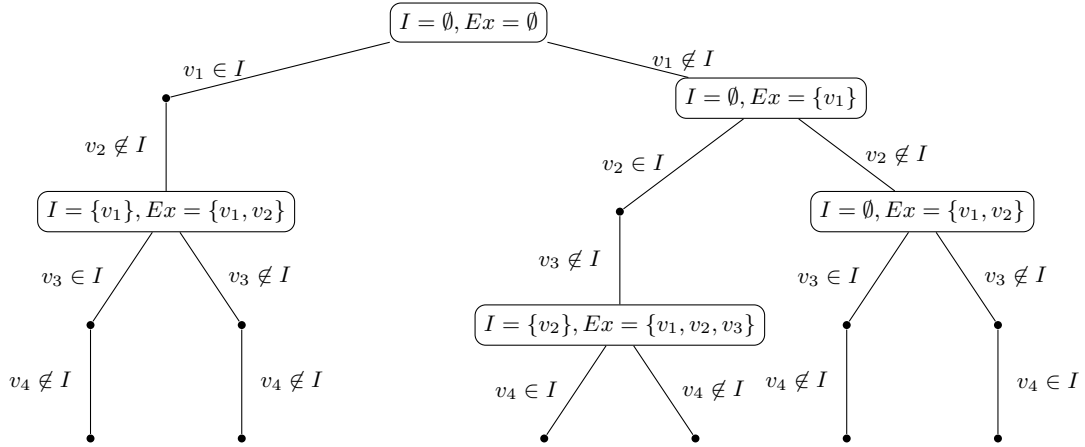 I = ∅, Ex = ∅
v₁ ∈ I
v₁ ∉ I
I = ∅, Ex = {v₁}
v₂ ∉ I
v₂ ∈ I
v₂ ∉ I
I = {v₁}, Ex = {v₁, v₂}
I = ∅, Ex = {v₁, v₂}
v₃ ∈ I
v₃ ∉ I
v₃ ∉ I
v₃ ∈ I
v₃ ∉ I
I = {v₂}, Ex = {v₁, v₂, v₃}
v₄ ∉ I
v₄ ∉ I
v₄ ∈ I
v₄ ∉ I
v₄ ∉ I
v₄ ∈ I